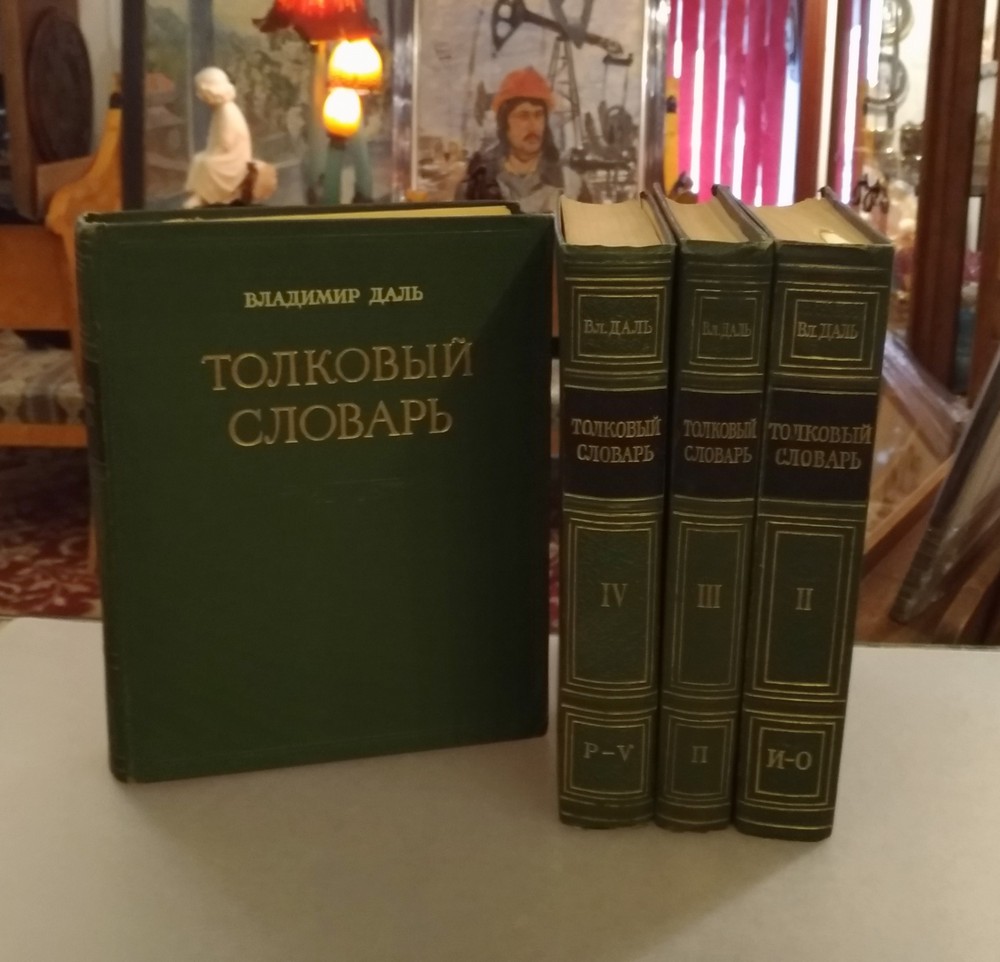 ВЛАДИМИР ДАЛЬ
ТОЛКОВЫЙ
СЛОВАРЬ
Вл. ДАЛЬ
ТОЛКОВЫЙ
СЛОВАРЬ
IV
Р–V
Вл. ДАЛЬ
ТОЛКОВЫЙ
СЛОВАРЬ
III
П
Вл. ДАЛЬ
ТОЛКОВЫЙ
СЛОВАРЬ
II
И–О